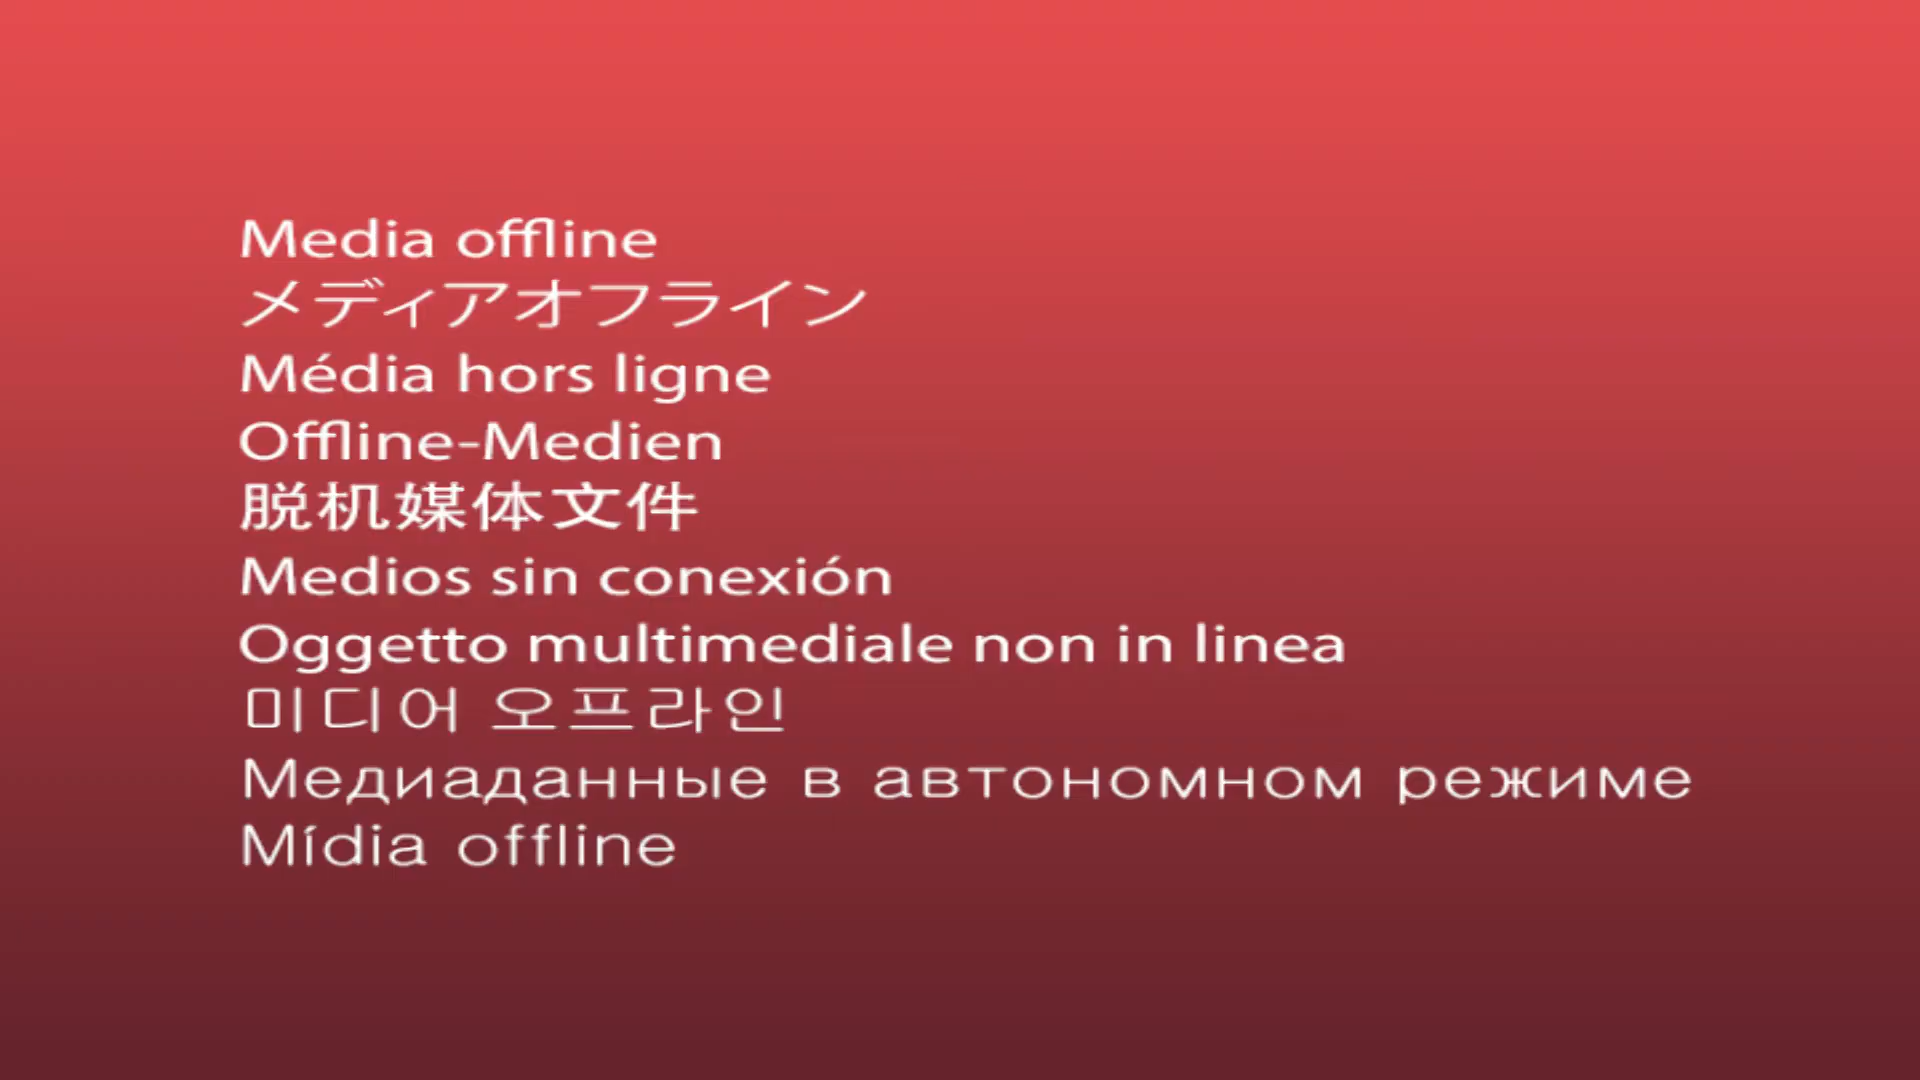 Media offline
メディアオフライン
Média hors ligne
Offline-Medien
脱机媒体文件
Medios sin conexión
Oggetto multimediale non in linea
미디어 오프라인
Медиаданные в автономном режиме
Mídia offline